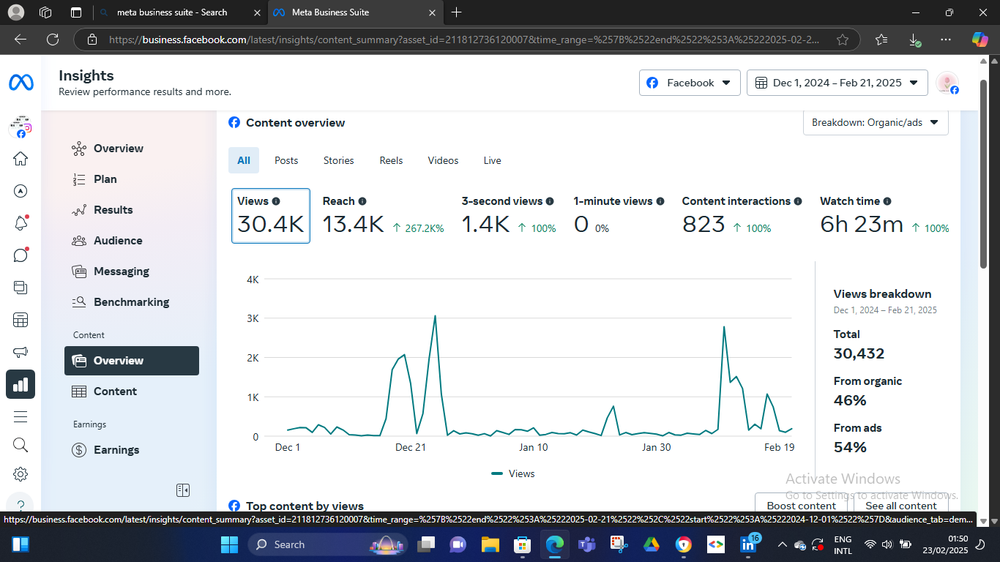 meta business suite - Search
Meta Business Suite
https://business.facebook.com/latest/insights/content_summary?asset_id=211812736120007&time_range=%257B%2522end%2522%253A%25222025-02-2...
Insights
Review performance results and more.
Facebook
Dec 1, 2024 – Feb 21, 2025
Overview
Plan
Results
Audience
Messaging
Benchmarking
Content
Overview
Content
Earnings
Earnings
Content overview
Breakdown: Organic/ads
All Posts Stories Reels Videos Live
Views Reach 3-second views 1-minute views Content interactions Watch time
30.4K 13.4K ↑ 267.2K% 1.4K ↑ 100% 0 0% 823 ↑ 100% 6h 23m ↑ 100%
4K
3K
2K
1K
0
Dec 1 Dec 21 Jan 10 Jan 30 Feb 19
Views
Views breakdown
Dec 1, 2024 – Feb 21, 2025
Total
30,432
From organic
46%
From ads
54%
Activate Windows
Go to Settings to activate Windows.
Top content by views
Boost content
See all content
https://business.facebook.com/latest/insights/content_summary?asset_id=211812736120007&time_range=%257B%2522end%2522%253A%25222025-02-21%2522%252C%2522start%2522%253A%25222024-12-01%2522%257D&audience_tab=dem...
Search
16
ENG
INTL
01:50
23/02/2025